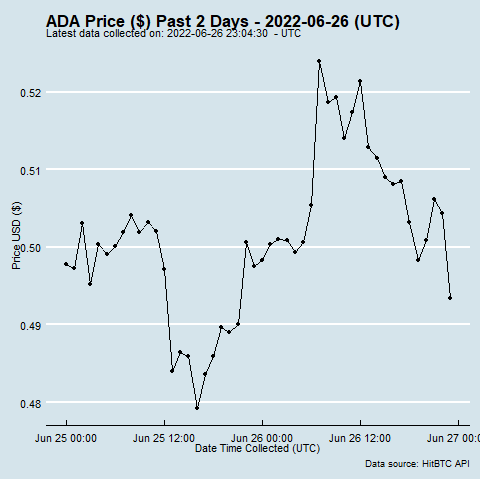 ADA Price ($) Past 2 Days - 2022-06-26 (UTC)
Latest data collected on: 2022-06-26 23:04:30 - UTC
Price USD ($)
0.52
0.51
0.50
0.49
0.48
Jun 25 00:00 Jun 25 12:00 Jun 26 00:00 Jun 26 12:00 Jun 27 00:00
Date Time Collected (UTC)
Data source: HitBTC API